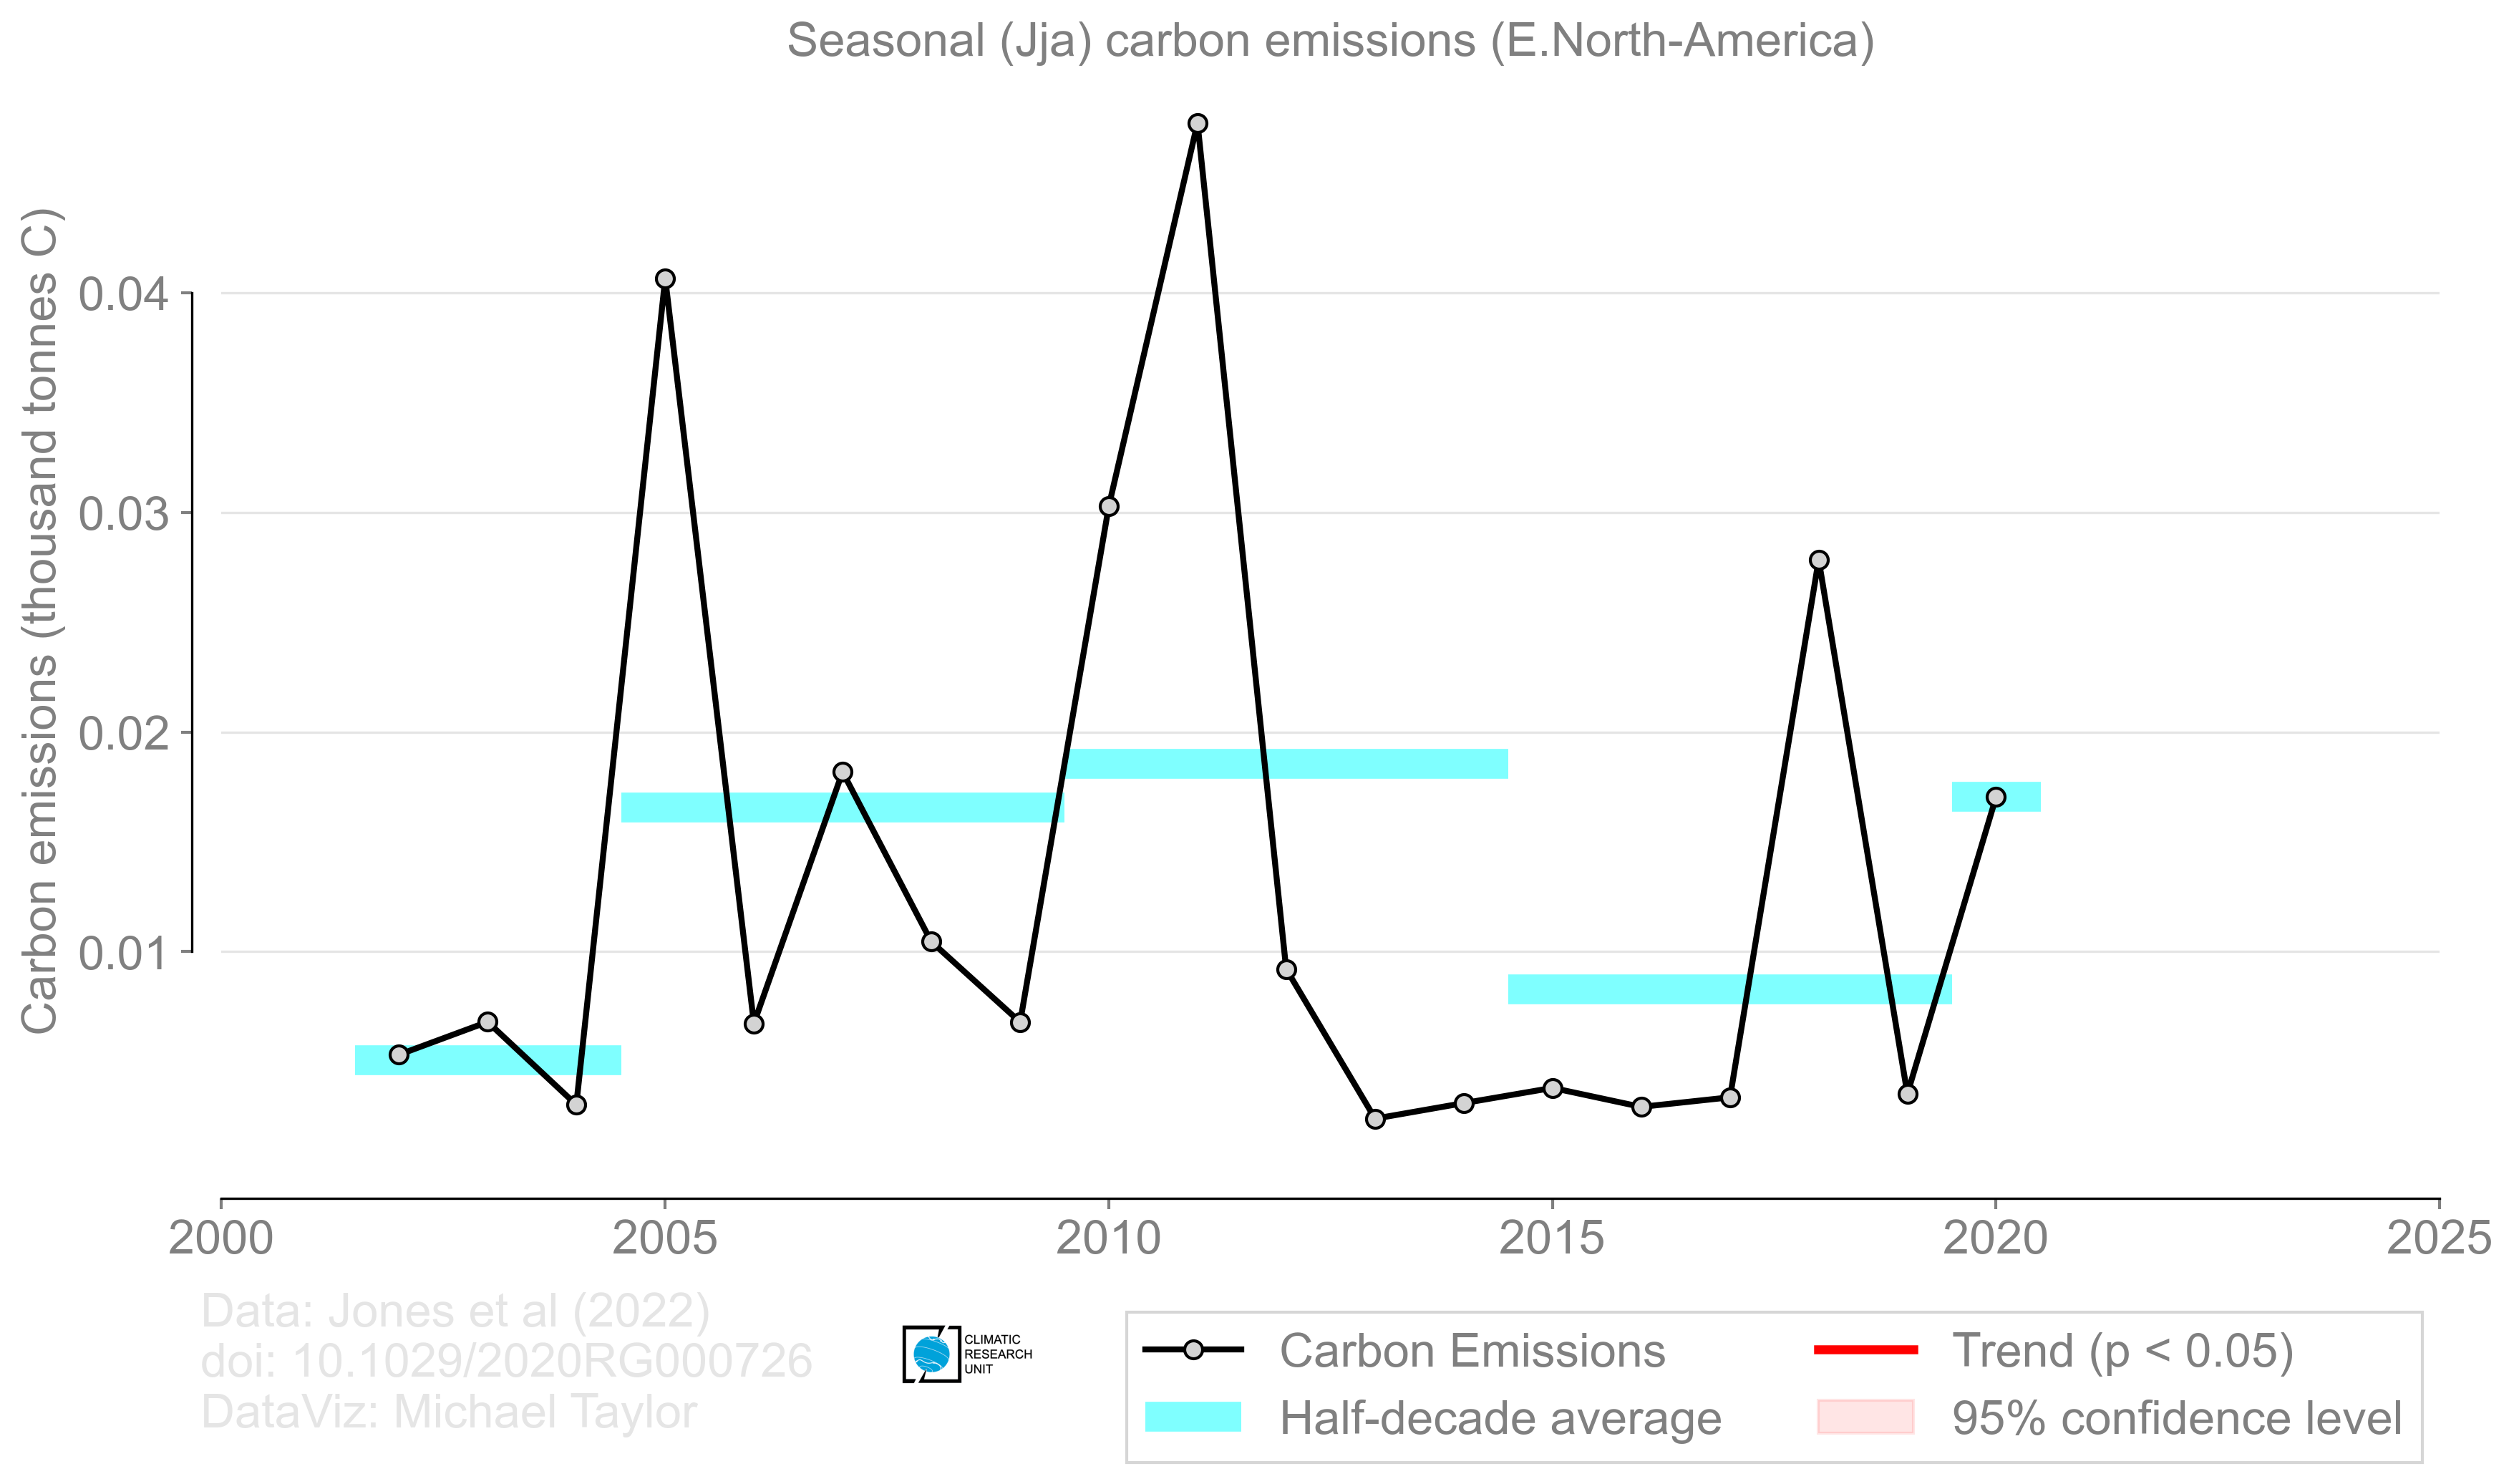 Seasonal (Jja) carbon emissions (E.North-America)
Carbon emissions (thousand tonnes C)
0.04
0.03
0.02
0.01
2000 2005 2010 2015 2020 2025
Data: Jones et al (2022)
doi: 10.1029/2020RG000726
DataViz: Michael Taylor
CLIMATIC
RESEARCH
UNIT
Carbon Emissions
Half-decade average
Trend (p < 0.05)
95% confidence level